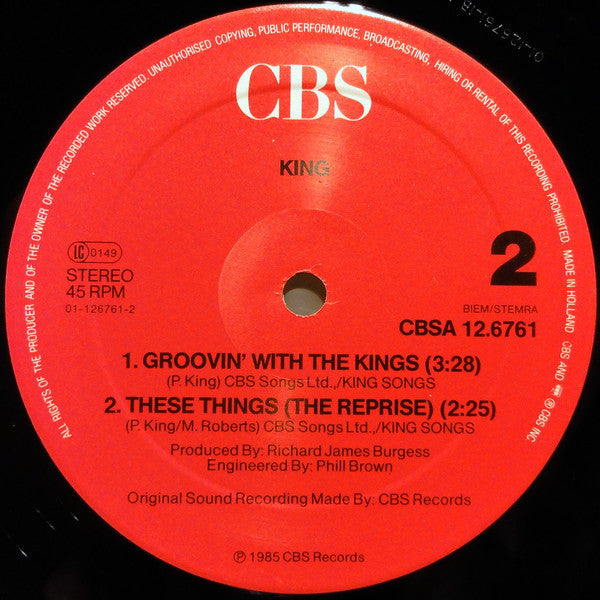 ALL RIGHTS OF THE PRODUCER AND OF THE OWNER OF THE RECORDED WORK RESERVED. UNAUTHORISED COPYING, PUBLIC PERFORMANCE, BROADCASTING, HIRING OR RENTAL OF THIS RECORDING PROHIBITED. MADE IN HOLLAND CBS AND ® CBS INC.
CBS
KING
LC 0149
STEREO
45 RPM
01-126761-2
2
BIEM/STEMRA
CBSA 12.6761
1. GROOVIN' WITH THE KINGS (3:28)
(P. King) CBS Songs Ltd.,/KING SONGS
2. THESE THINGS (THE REPRISE) (2:25)
(P. King/M. Roberts) CBS Songs Ltd.,/KING SONGS
Produced By: Richard James Burgess
Engineered By: Phill Brown
Original Sound Recording Made By: CBS Records
℗ 1985 CBS Records